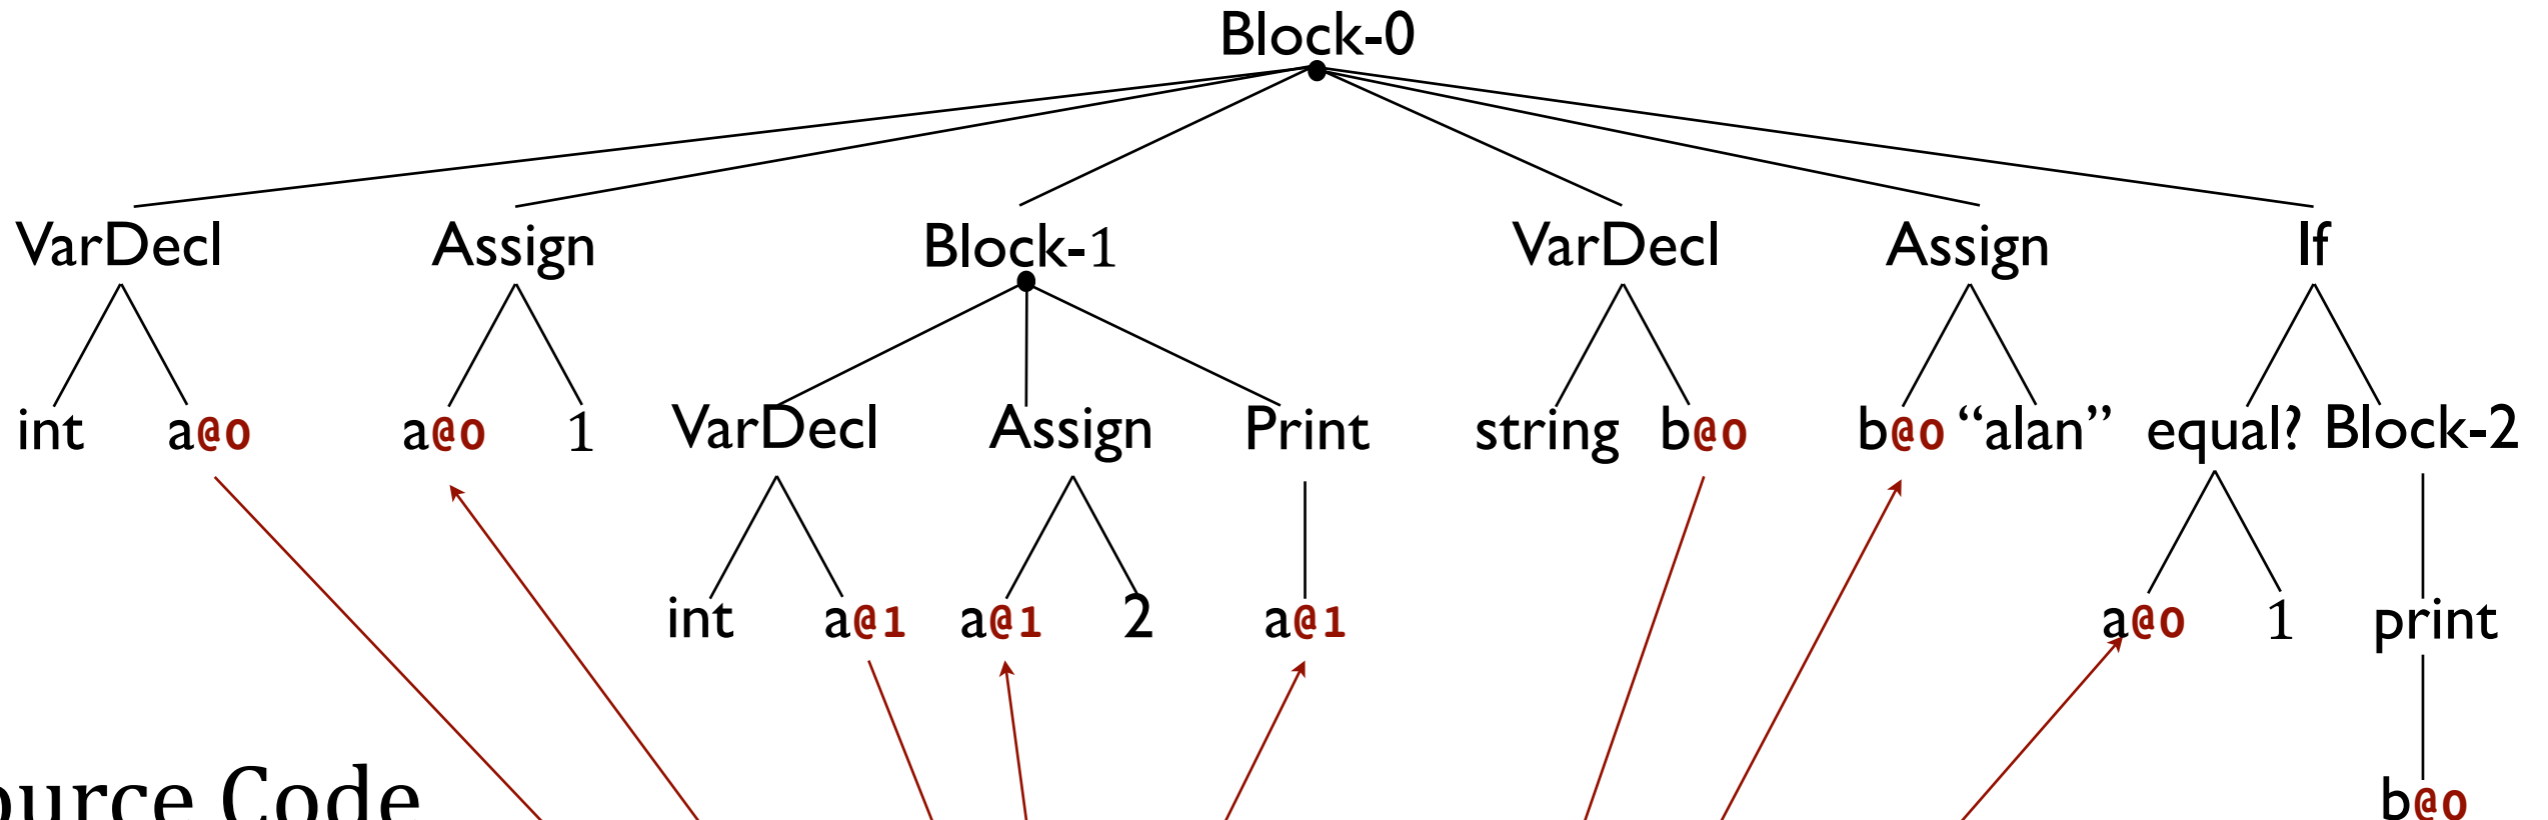 Block-0
VarDecl Assign Block-1 VarDecl Assign If
int a@0 a@0 1 VarDecl Assign Print string b@0 b@0 “alan” equal? Block-2
int a@1 a@1 2 a@1 a@0 1 print
ource Code b@0